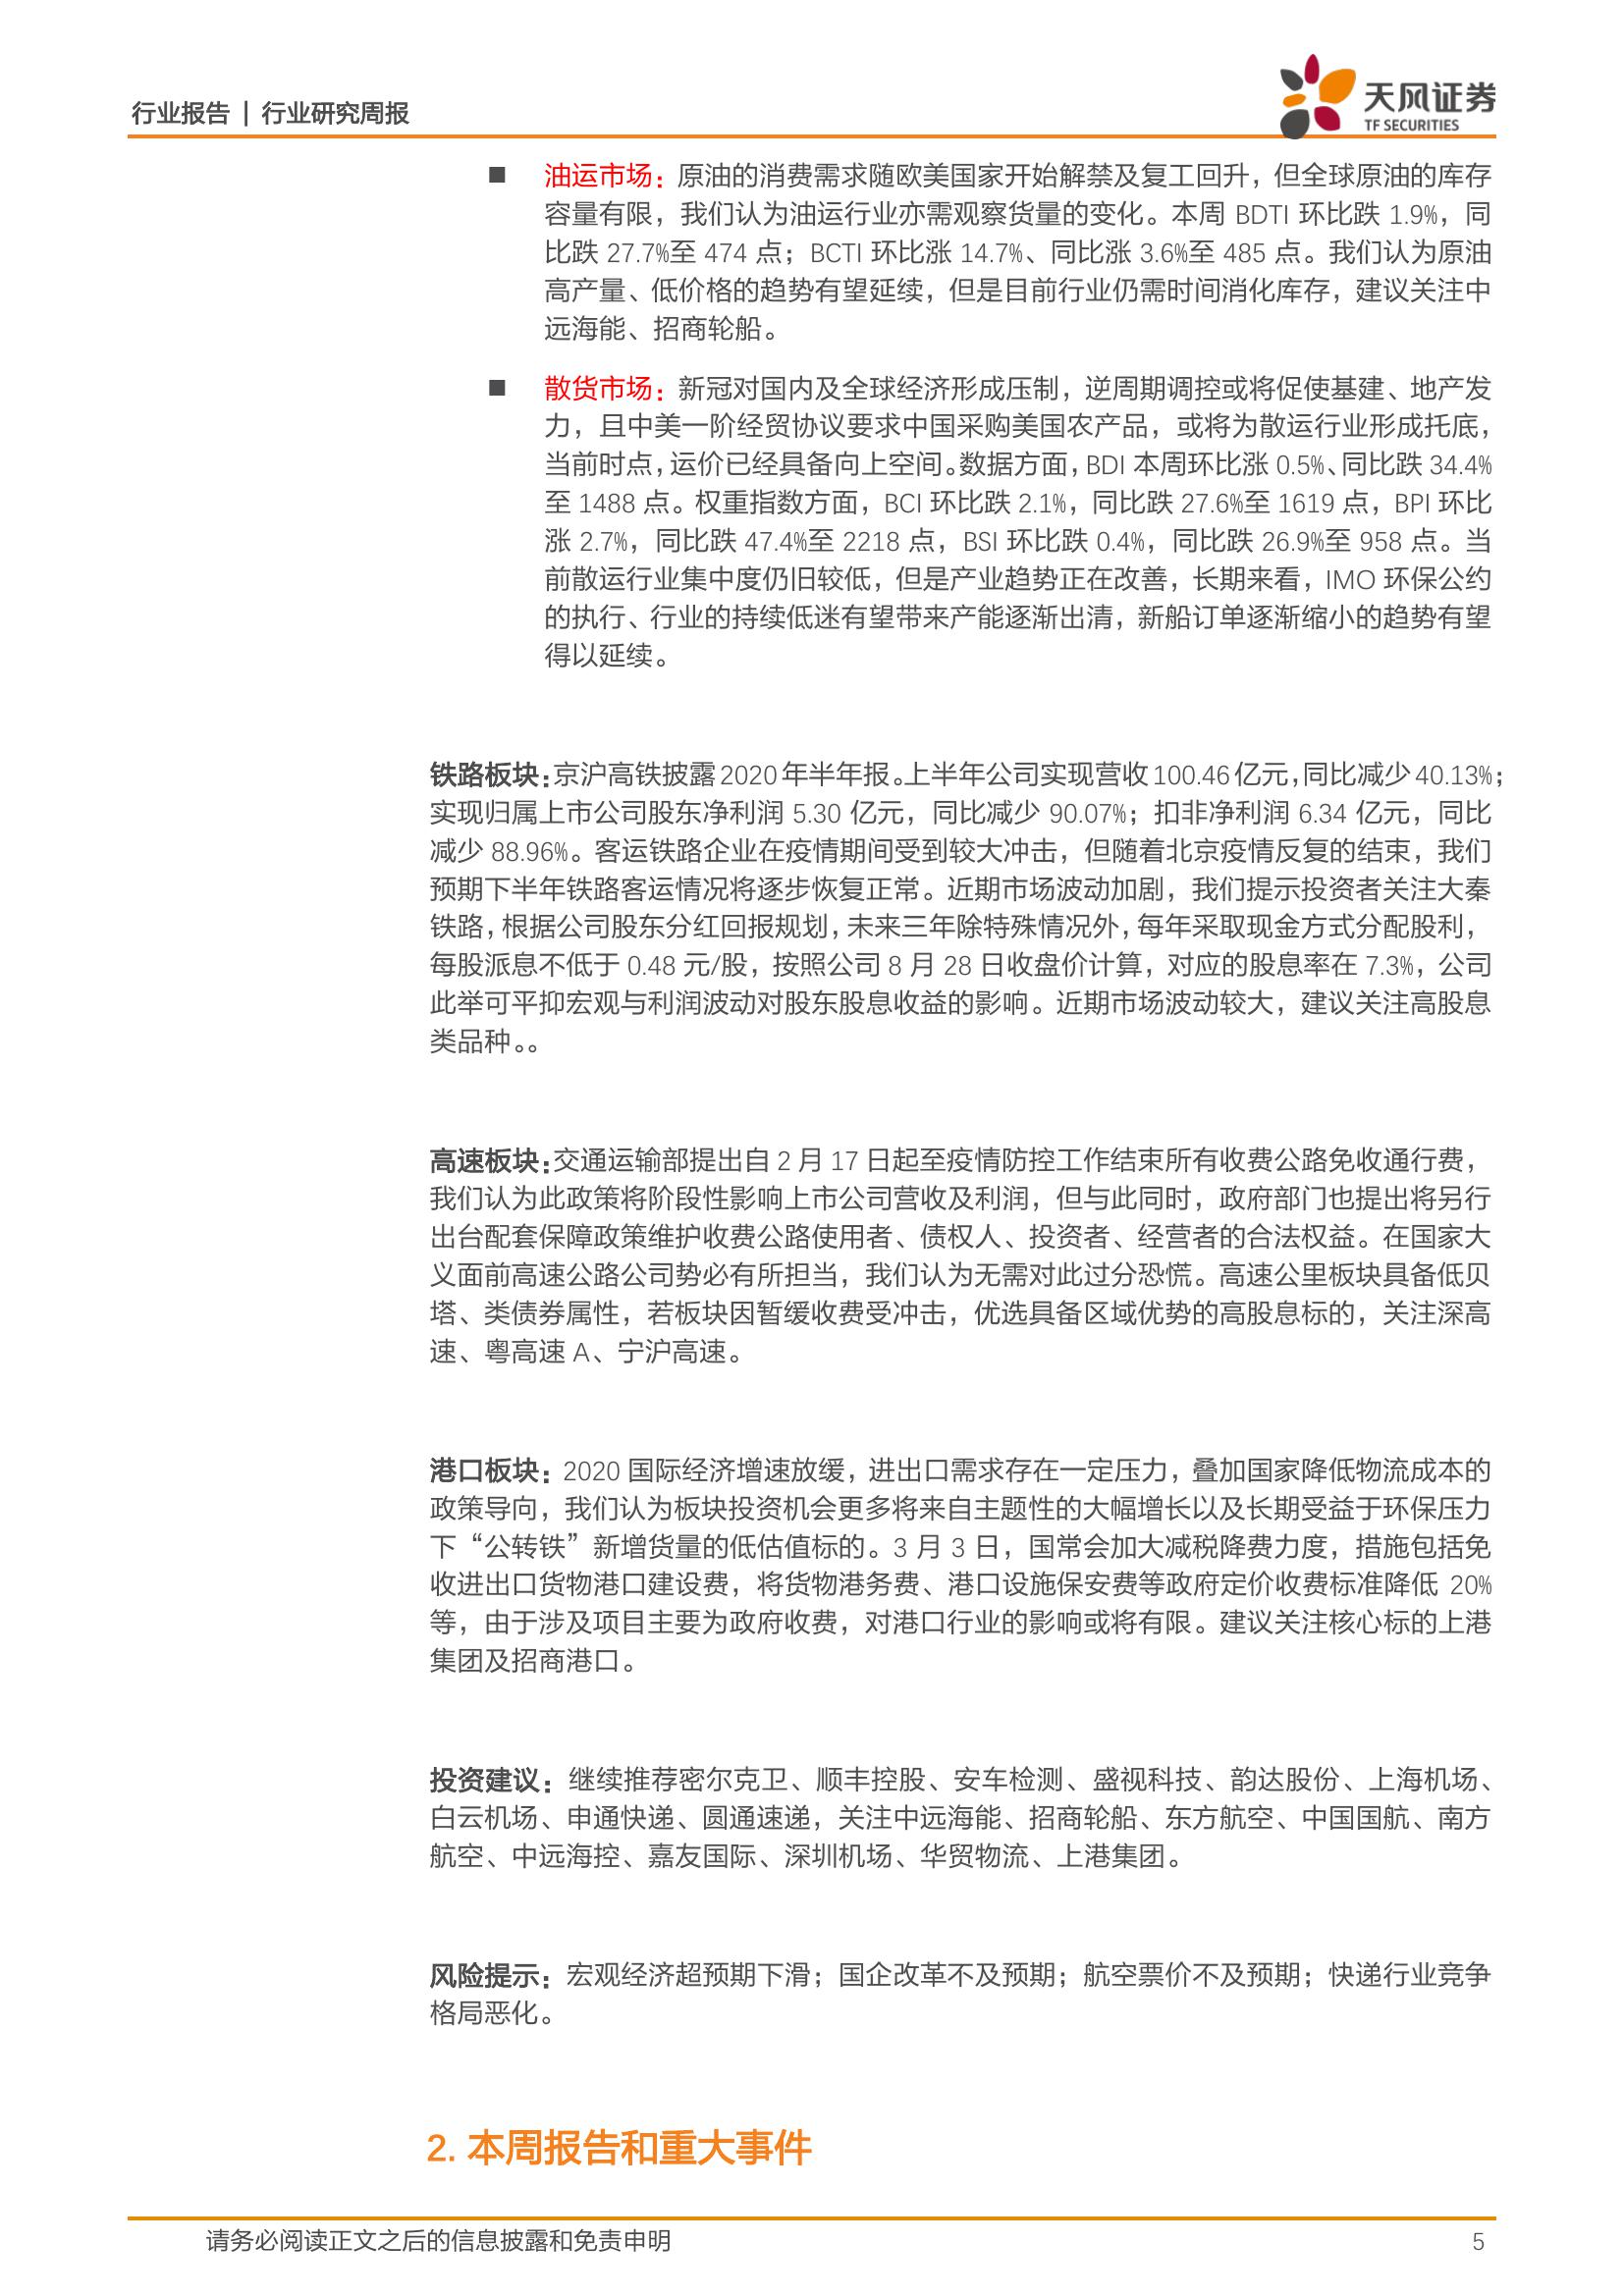 行业报告 | 行业研究周报
天风证券
TF SECURITIES
■ 油运市场：原油的消费需求随欧美国家开始解禁及复工回升，但全球原油的库存
容量有限，我们认为油运行业亦需观察货量的变化。本周 BDTI 环比跌 1.9%，同
比跌 27.7%至 474 点；BCTI 环比涨 14.7%、同比涨 3.6%至 485 点。我们认为原油
高产量、低价格的趋势有望延续，但是目前行业仍需时间消化库存，建议关注中
远海能、招商轮船。
■ 散货市场：新冠对国内及全球经济形成压制，逆周期调控或将促使基建、地产发
力，且中美一阶经贸协议要求中国采购美国农产品，或将为散运行业形成托底，
当前时点，运价已经具备向上空间。数据方面，BDI 本周环比涨 0.5%、同比跌 34.4%
至 1488 点。权重指数方面，BCI 环比跌 2.1%，同比跌 27.6%至 1619 点，BPI 环比
涨 2.7%，同比跌 47.4%至 2218 点，BSI 环比跌 0.4%，同比跌 26.9%至 958 点。当
前散运行业集中度仍旧较低，但是产业趋势正在改善，长期来看，IMO 环保公约
的执行、行业的持续低迷有望带来产能逐渐出清，新船订单逐渐缩小的趋势有望
得以延续。
铁路板块：京沪高铁披露 2020 年半年报。上半年公司实现营收 100.46 亿元，同比减少 40.13%；
实现归属上市公司股东净利润 5.30 亿元，同比减少 90.07%；扣非净利润 6.34 亿元，同比
减少 88.96%。客运铁路企业在疫情期间受到较大冲击，但随着北京疫情反复的结束，我们
预期下半年铁路客运情况将逐步恢复正常。近期市场波动加剧，我们提示投资者关注大秦
铁路，根据公司股东分红回报规划，未来三年除特殊情况外，每年采取现金方式分配股利，
每股派息不低于 0.48 元/股，按照公司 8 月 28 日收盘价计算，对应的股息率在 7.3%，公司
此举可平抑宏观与利润波动对股东股息收益的影响。近期市场波动较大，建议关注高股息
类品种。。
高速板块：交通运输部提出自 2 月 17 日起至疫情防控工作结束所有收费公路免收通行费，
我们认为此政策将阶段性影响上市公司营收及利润，但与此同时，政府部门也提出将另行
出台配套保障政策维护收费公路使用者、债权人、投资者、经营者的合法权益。在国家大
义面前高速公路公司势必有所担当，我们认为无需对此过分恐慌。高速公里板块具备低贝
塔、类债券属性，若板块因暂缓收费受冲击，优选具备区域优势的高股息标的，关注深高
速、粤高速 A、宁沪高速。
港口板块：2020 国际经济增速放缓，进出口需求存在一定压力，叠加国家降低物流成本的
政策导向，我们认为板块投资机会更多将来自主题性的大幅增长以及长期受益于环保压力
下“公转铁”新增货量的低估值标的。3 月 3 日，国常会加大减税降费力度，措施包括免
收进出口货物港口建设费，将货物港务费、港口设施保安费等政府定价收费标准降低 20%
等，由于涉及项目主要为政府收费，对港口行业的影响或将有限。建议关注核心标的上港
集团及招商港口。
投资建议：继续推荐密尔克卫、顺丰控股、安车检测、盛视科技、韵达股份、上海机场、
白云机场、申通快递、圆通速递，关注中远海能、招商轮船、东方航空、中国国航、南方
航空、中远海控、嘉友国际、深圳机场、华贸物流、上港集团。
风险提示：宏观经济超预期下滑；国企改革不及预期；航空票价不及预期；快递行业竞争
格局恶化。
2. 本周报告和重大事件
请务必阅读正文之后的信息披露和免责申明 5